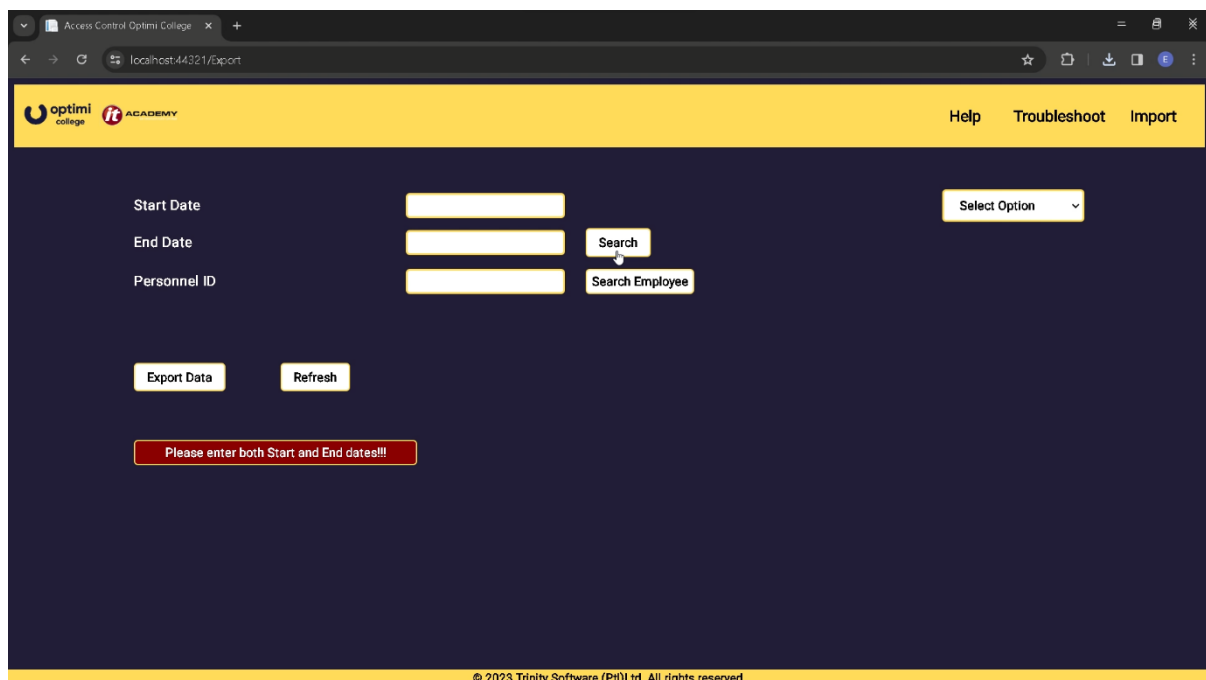 Access Control Optimi College
localhost:44321/Export
E
optimi
college
it ACADEMY
Help Troubleshoot Import
Start Date
Select Option
End Date
Search
Personnel ID
Search Employee
Export Data Refresh
Please enter both Start and End dates!!!
© 2023 Trinity Software (Pt)Ltd. All rights reserved